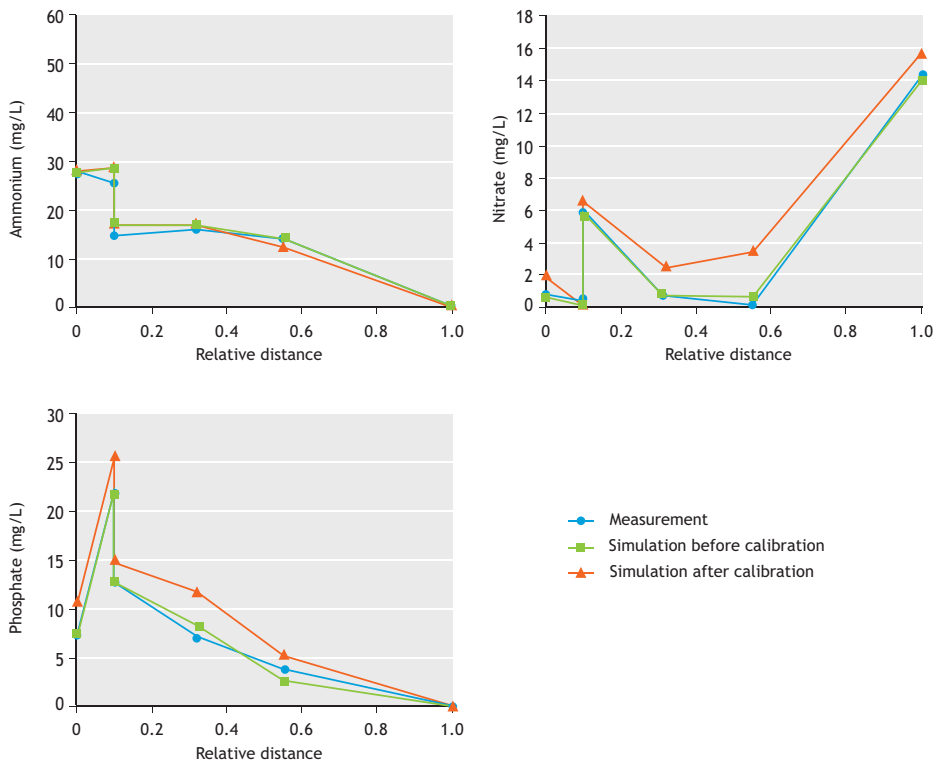 60
50
40
30
20
10
0
Ammonium (mg/L)
0 0.2 0.4 0.6 0.8 1.0
Relative distance
18
16
14
12
10
8
6
4
2
0
Nitrate (mg/L)
0 0.2 0.4 0.6 0.8 1.0
Relative distance
30
25
20
15
10
5
0
Phosphate (mg/L)
0 0.2 0.4 0.6 0.8 1.0
Relative distance
Measurement
Simulation before calibration
Simulation after calibration